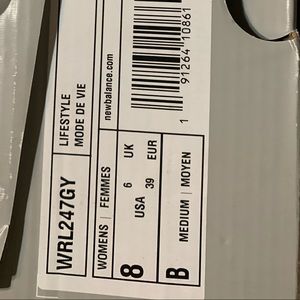 LIFESTYLE
MODE DE VIE
newbalance.com
1 91264 10861
WRL247GY
WOMENS | FEMMES
8
USA
6
UK
39
EUR
B
MEDIUM | MOYEN